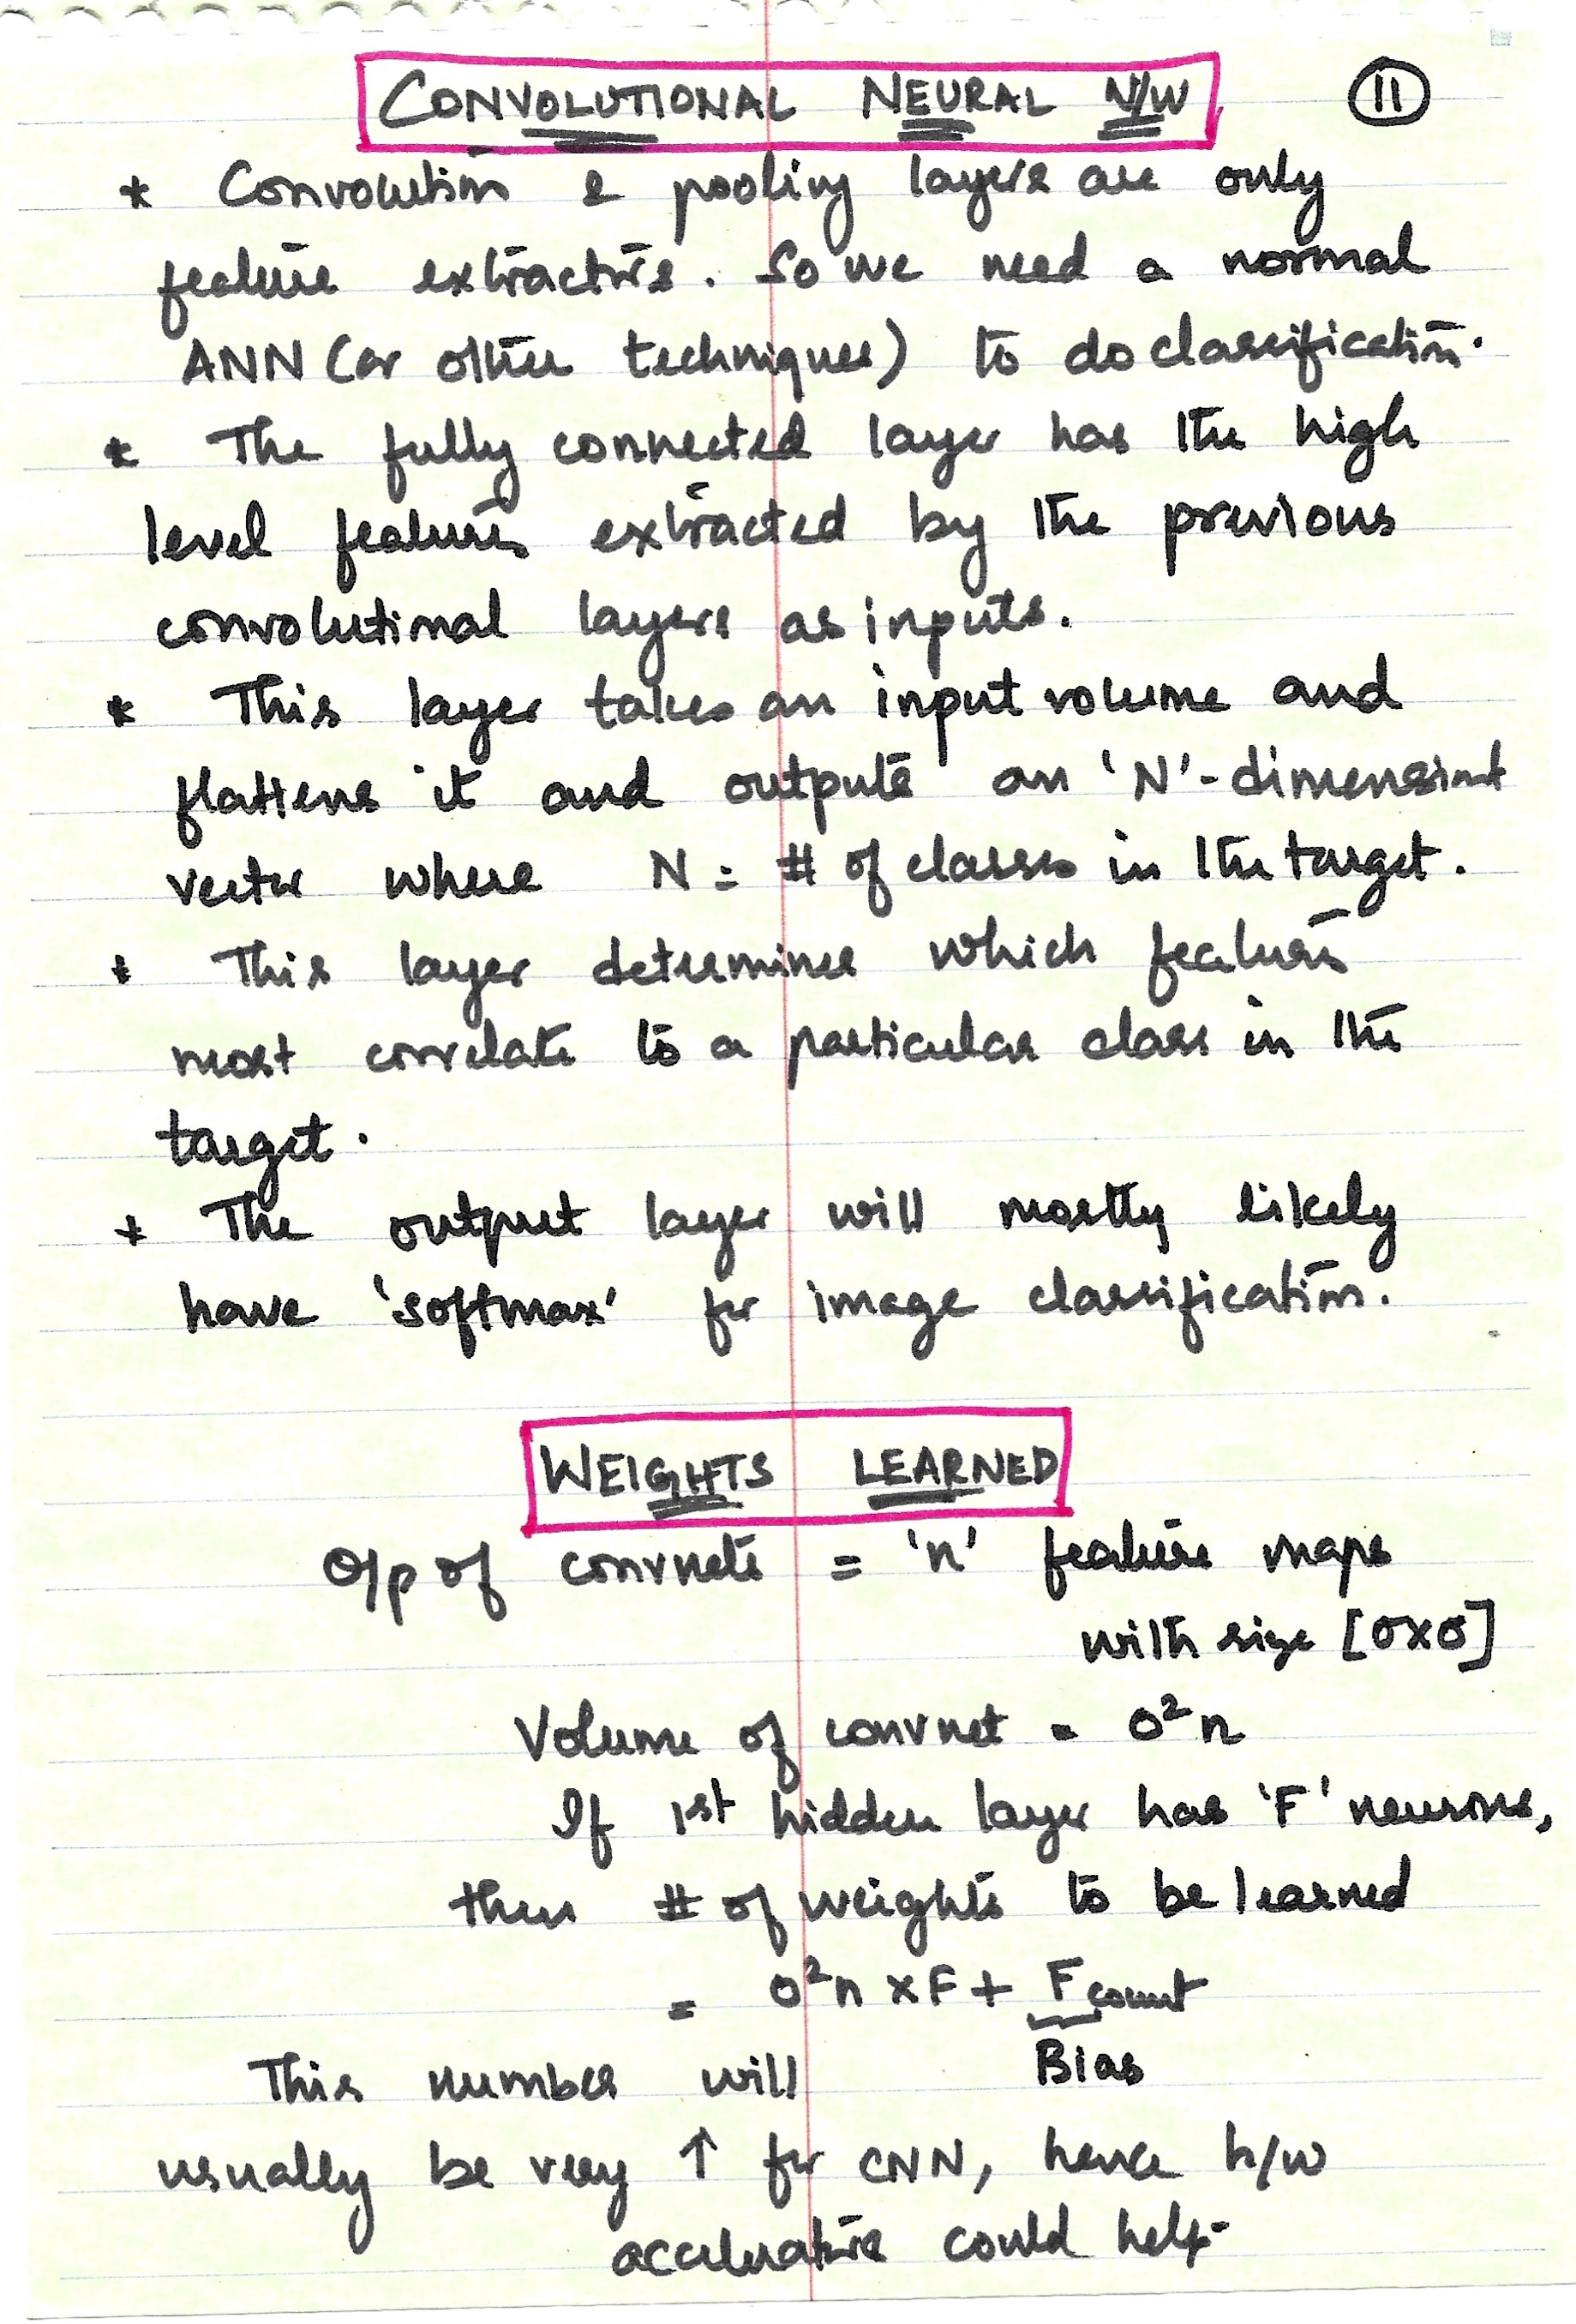 CONVOLUTIONAL NEURAL N/W 11
* Convolution & pooling layers are only
feature extractors. So we need a normal
ANN (or other techniques) to do classification.
* The fully connected layer has the high
level features extracted by the previous
convolutional layers as inputs.
* This layer takes an input volume and
flattens it and outputs an 'N'-dimensional
vector where N = # of classes in the target.
* This layer determines which features
most correlate to a particular class in the
target.
* The output layer will mostly likely
have 'softmax' for image classification.
WEIGHTS LEARNED
O/p of convnets = 'n' feature maps
with size [O x O]
Volume of convnet = O²n
If 1st hidden layer has 'F' neurons,
then # of weights to be learned
= O²n x F + F count
Bias
This number will
usually be very ↑ for CNN, hence h/w
accelerators could help.